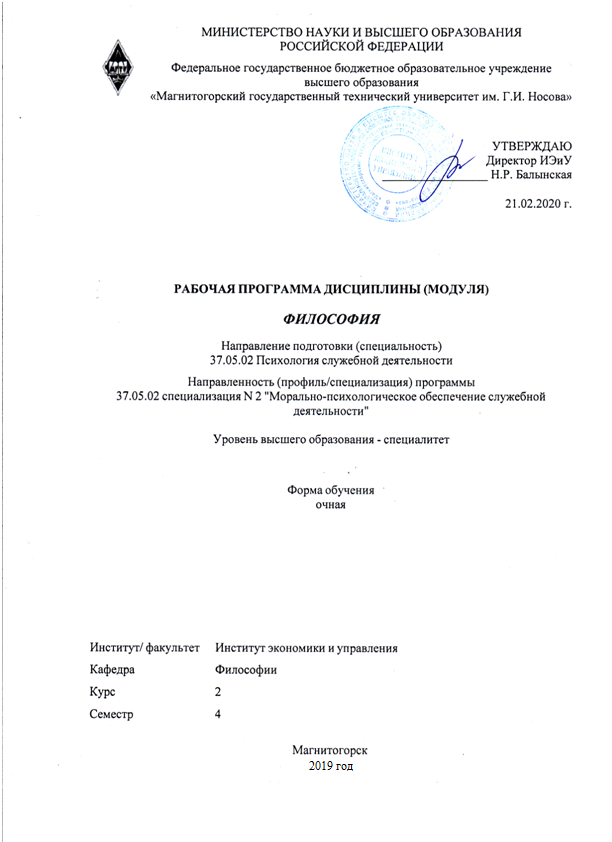 МИНИСТЕРСТВО НАУКИ И ВЫСШЕГО ОБРАЗОВАНИЯ
РОССИЙСКОЙ ФЕДЕРАЦИИ
Федеральное государственное бюджетное образовательное учреждение
высшего образования
«Магнитогорский государственный технический университет им. Г.И. Носова»
УТВЕРЖДАЮ
Директор ИЭиУ
Н.Р. Балынская
21.02.2020 г.
РАБОЧАЯ ПРОГРАММА ДИСЦИПЛИНЫ (МОДУЛЯ)
ФИЛОСОФИЯ
Направление подготовки (специальность)
37.05.02 Психология служебной деятельности
Направленность (профиль/специализация) программы
37.05.02 специализация N 2 "Морально-психологическое обеспечение служебной
деятельности"
Уровень высшего образования - специалитет
Форма обучения
очная
Институт/ факультет Институт экономики и управления
Кафедра Философии
Курс 2
Семестр 4
Магнитогорск
2019 год